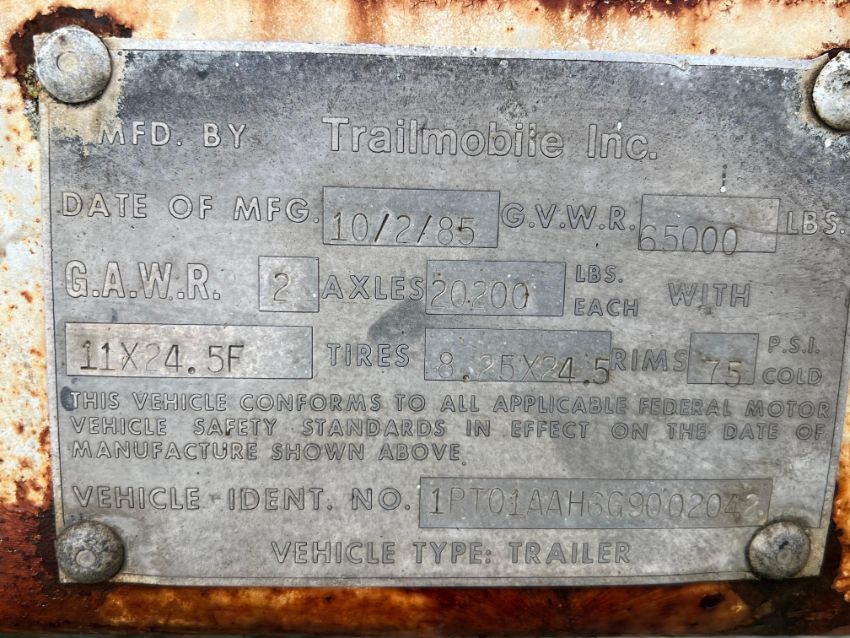 MFD. BY Trailmobile Inc.
DATE OF MFG. 10/2/85 G.V.W.R. 65000 LBS.
G.A.W.R. 2 AXLES 20200 LBS. EACH WITH
11X24.5F TIRES 8.25X24.5 RIMS 75 P.S.I. COLD
THIS VEHICLE CONFORMS TO ALL APPLICABLE FEDERAL MOTOR
VEHICLE SAFETY STANDARDS IN EFFECT ON THE DATE OF
MANUFACTURE SHOWN ABOVE.
VEHICLE IDENT. NO. 1PT01AAH6G9002042
VEHICLE TYPE: TRAILER